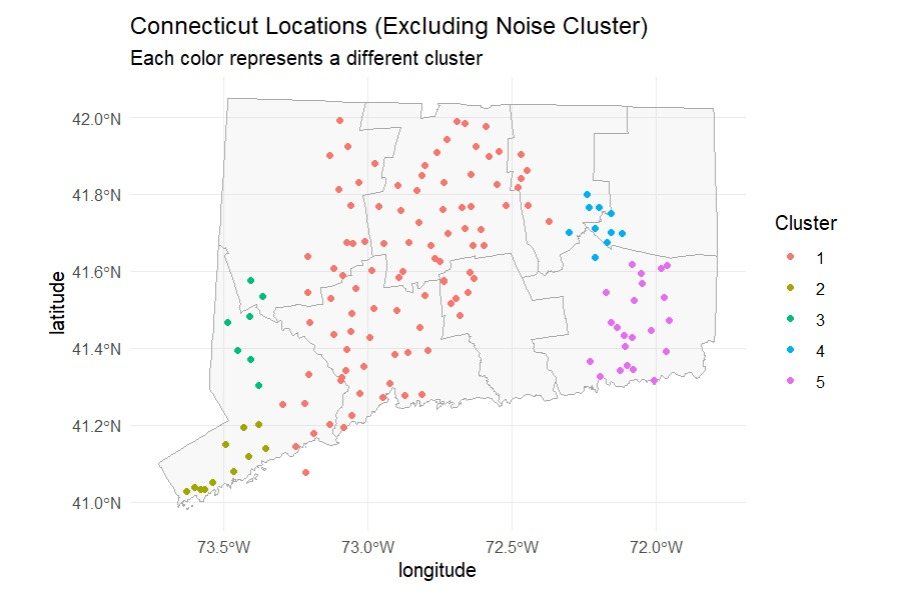 Connecticut Locations (Excluding Noise Cluster)
Each color represents a different cluster
42.0°N
41.8°N
41.6°N
41.4°N
41.2°N
41.0°N
latitude
73.5°W 73.0°W 72.5°W 72.0°W
longitude
Cluster
1
2
3
4
5